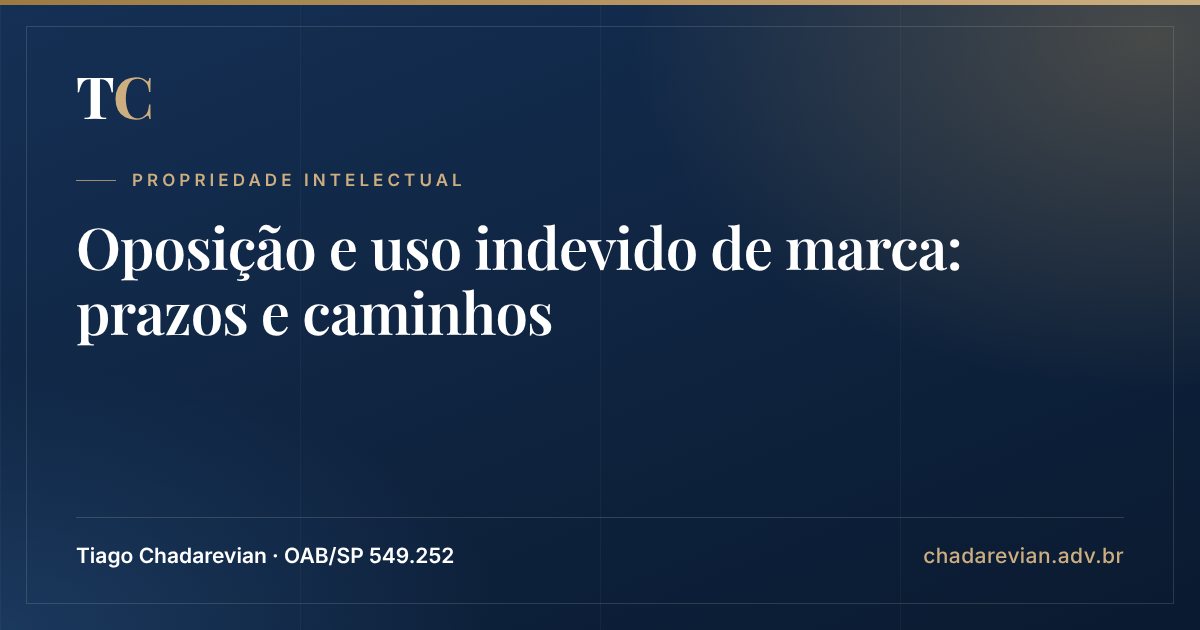 TC
PROPRIEDADE INTELECTUAL
Oposição e uso indevido de marca:
prazos e caminhos
Tiago Chadarevian · OAB/SP 549.252
chadarevian.adv.br